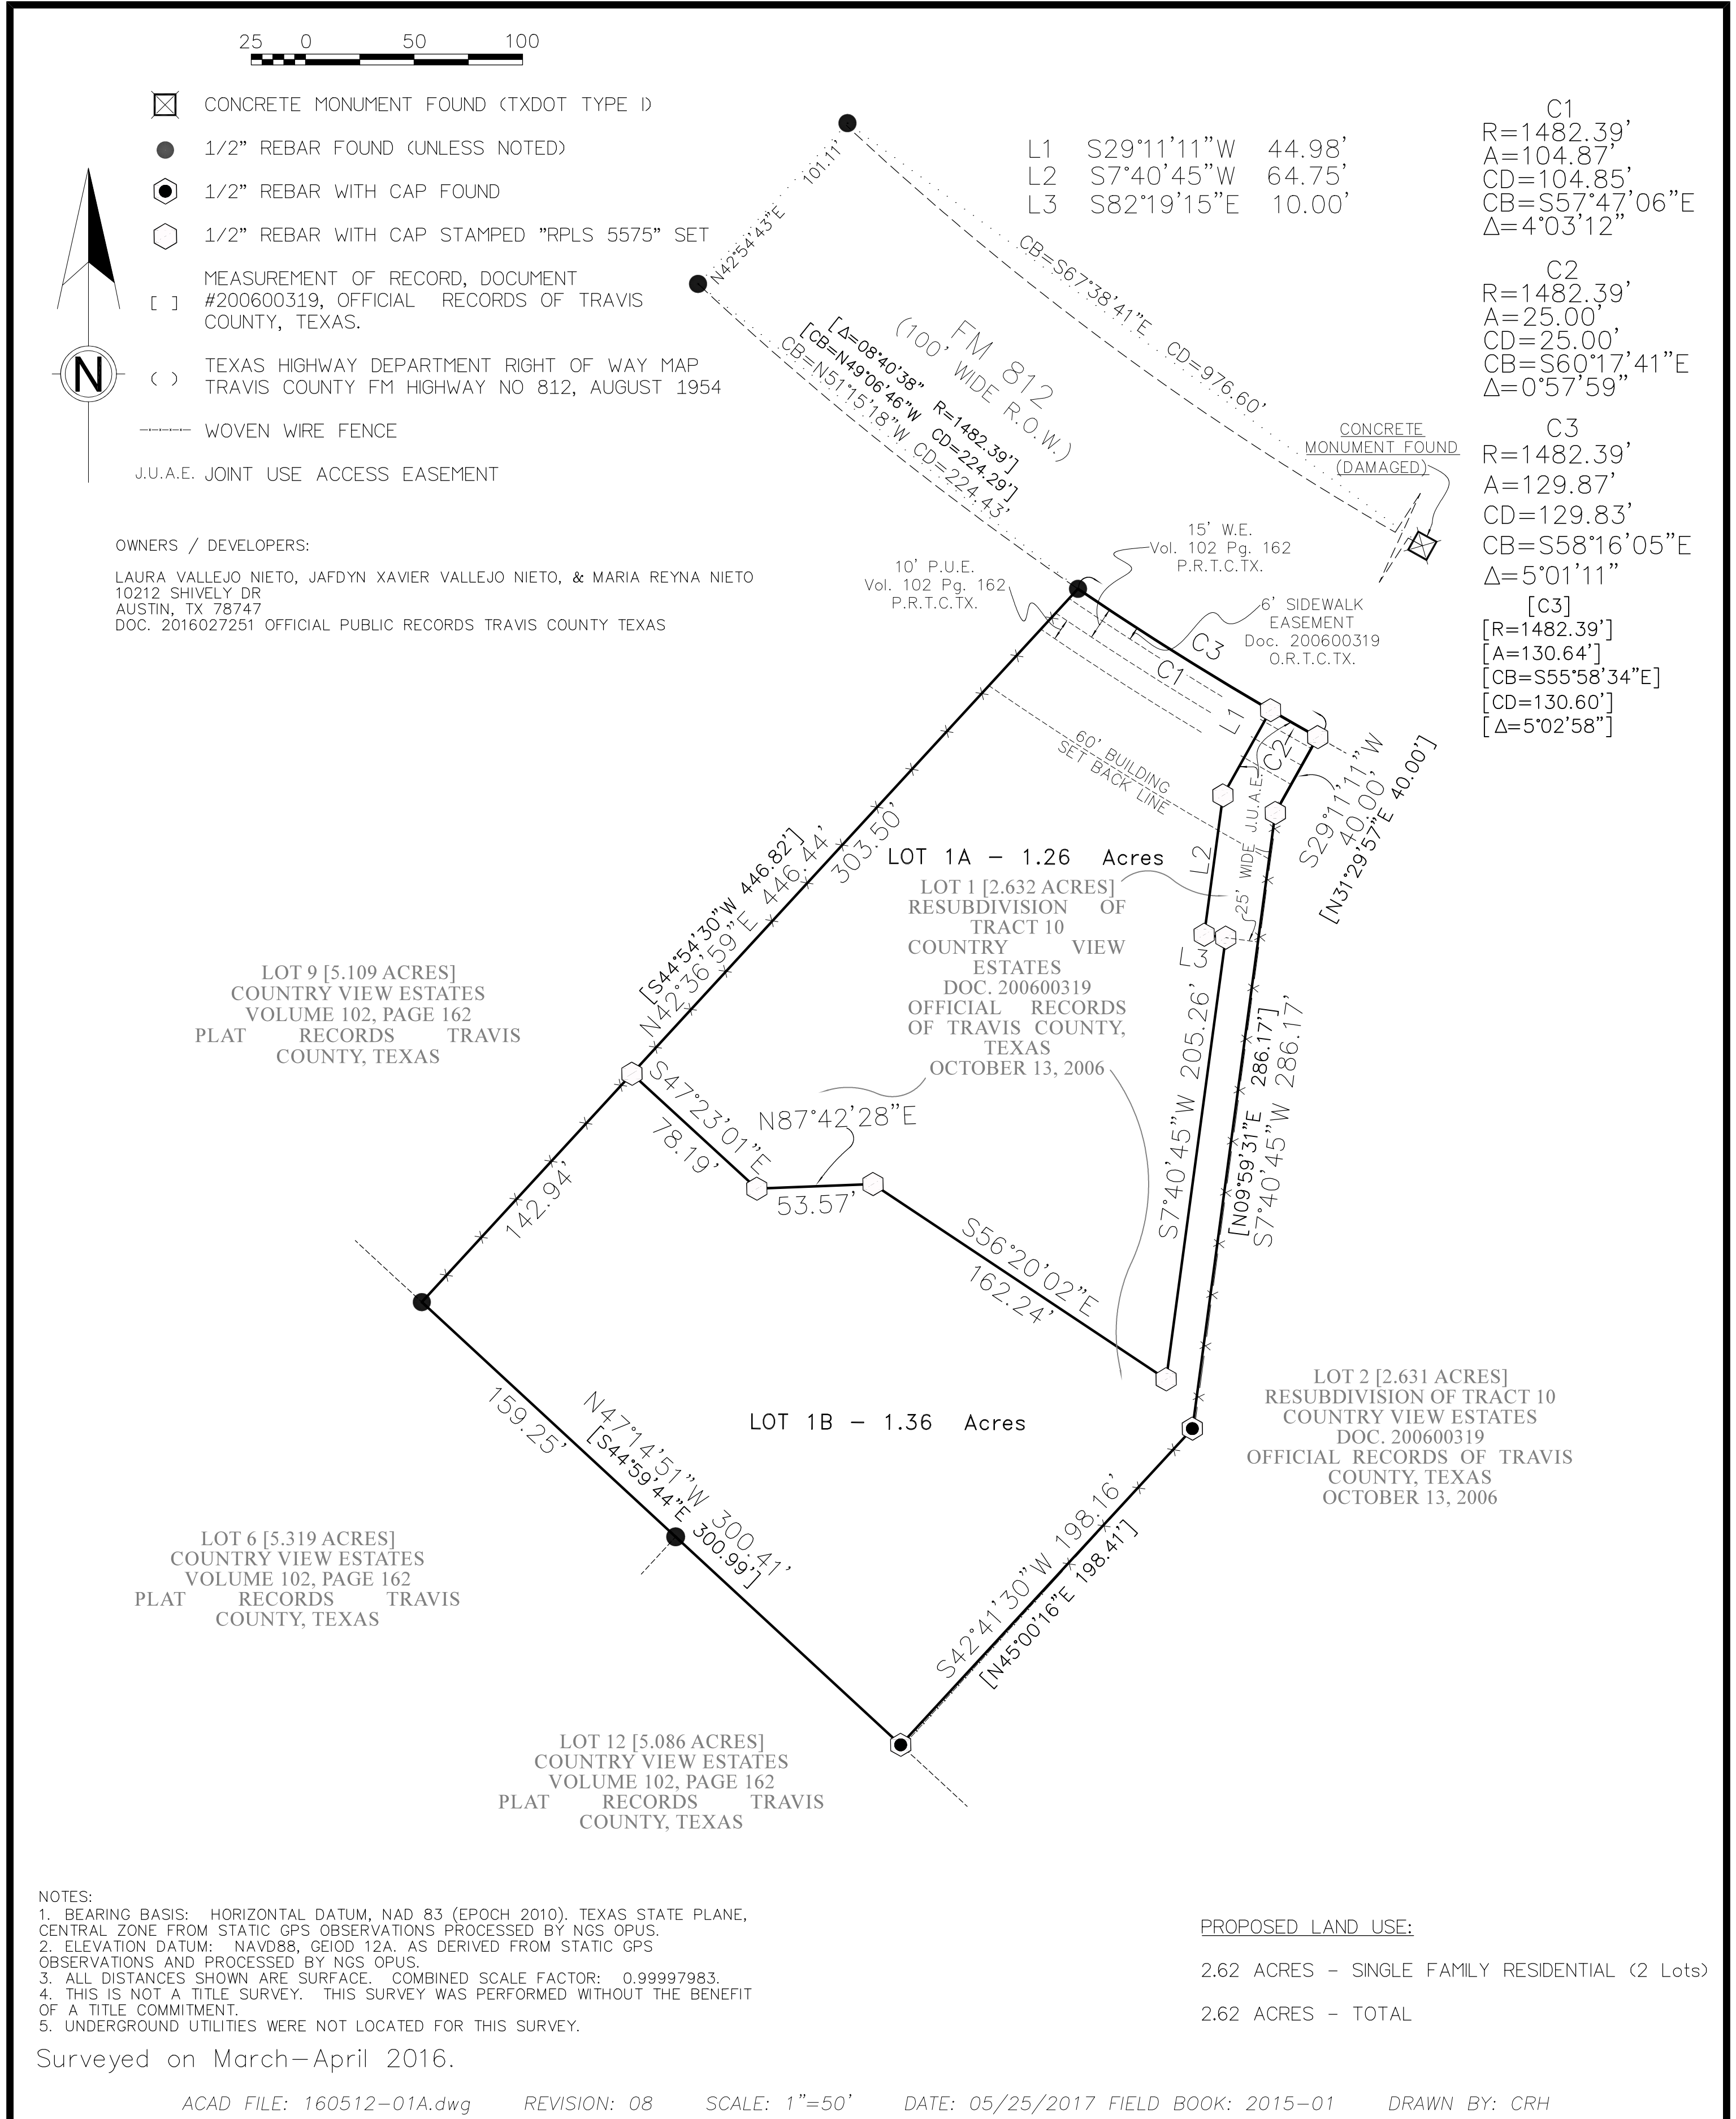 25 0 50 100
CONCRETE MONUMENT FOUND (TXDOT TYPE I)
1/2" REBAR FOUND (UNLESS NOTED)
1/2" REBAR WITH CAP FOUND
1/2" REBAR WITH CAP STAMPED "RPLS 5575" SET
MEASUREMENT OF RECORD, DOCUMENT
[ ] #200600319, OFFICIAL RECORDS OF TRAVIS
COUNTY, TEXAS.
TEXAS HIGHWAY DEPARTMENT RIGHT OF WAY MAP
( ) TRAVIS COUNTY FM HIGHWAY NO 812, AUGUST 1954
WOVEN WIRE FENCE
J.U.A.E. JOINT USE ACCESS EASEMENT
N
OWNERS / DEVELOPERS:
LAURA VALLEJO NIETO, JAFDYN XAVIER VALLEJO NIETO, & MARIA REYNA NIETO
10212 SHIVELY DR
AUSTIN, TX 78747
DOC. 2016027251 OFFICIAL PUBLIC RECORDS TRAVIS COUNTY TEXAS
L1 S29°11'11"W 44.98'
L2 S7°40'45"W 64.75'
L3 S82°19'15"E 10.00'
C1
R=1482.39'
A=104.87'
CD=104.85'
CB=S57°47'06"E
Δ=4°03'12"
C2
R=1482.39'
A=25.00'
CD=25.00'
CB=S60°17'41"E
Δ=0°57'59"
C3
R=1482.39'
A=129.87'
CD=129.83'
CB=S58°16'05"E
Δ=5°01'11"
[C3]
[R=1482.39']
[A=130.64']
[CB=S55°58'34"E]
[CD=130.60']
[Δ=5°02'58"]
N42°54'43"E 101.11'
CB=S67°38'41"E CD=976.60'
FM 812
(100' WIDE R.O.W.)
[Δ=08°40'38" R=1482.39']
[CB=N49°06'46"W CD=224.29']
CB=N51°15'18"W CD=224.43'
CONCRETE
MONUMENT FOUND
(DAMAGED)
15' W.E.
Vol. 102 Pg. 162
P.R.T.C.TX.
10' P.U.E.
Vol. 102 Pg. 162
P.R.T.C.TX.
6' SIDEWALK
EASEMENT
Doc. 200600319
O.R.T.C.TX.
C3
C1
L1
C2
60' BUILDING
SET BACK LINE
25' WIDE J.U.A.E.
L2
L3
S29°11'11"W
40.00'
[N31°29'57"E 40.00']
[S44°54'30"W 446.82']
N42°36'59"E 446.44'
303.50'
LOT 1A - 1.26 Acres
LOT 1 [2.632 ACRES]
RESUBDIVISION OF
TRACT 10
COUNTRY VIEW
ESTATES
DOC. 200600319
OFFICIAL RECORDS
OF TRAVIS COUNTY,
TEXAS
OCTOBER 13, 2006
LOT 9 [5.109 ACRES]
COUNTRY VIEW ESTATES
VOLUME 102, PAGE 162
PLAT RECORDS TRAVIS
COUNTY, TEXAS
S7°40'45"W 205.26'
[N09°59'31"E 286.17']
S7°40'45"W 286.17'
S47°23'01"E
78.19'
N87°42'28"E
53.57'
142.94'
S56°20'02"E
162.24'
LOT 1B - 1.36 Acres
159.25'
N47°14'51"W 300.41'
[S44°59'44"E 300.99']
S42°41'30"W 198.16'
[N45°00'16"E 198.41']
LOT 2 [2.631 ACRES]
RESUBDIVISION OF TRACT 10
COUNTRY VIEW ESTATES
DOC. 200600319
OFFICIAL RECORDS OF TRAVIS
COUNTY, TEXAS
OCTOBER 13, 2006
LOT 6 [5.319 ACRES]
COUNTRY VIEW ESTATES
VOLUME 102, PAGE 162
PLAT RECORDS TRAVIS
COUNTY, TEXAS
LOT 12 [5.086 ACRES]
COUNTRY VIEW ESTATES
VOLUME 102, PAGE 162
PLAT RECORDS TRAVIS
COUNTY, TEXAS
NOTES:
1. BEARING BASIS: HORIZONTAL DATUM, NAD 83 (EPOCH 2010). TEXAS STATE PLANE,
CENTRAL ZONE FROM STATIC GPS OBSERVATIONS PROCESSED BY NGS OPUS.
2. ELEVATION DATUM: NAVD88, GEIOD 12A. AS DERIVED FROM STATIC GPS
OBSERVATIONS AND PROCESSED BY NGS OPUS.
3. ALL DISTANCES SHOWN ARE SURFACE. COMBINED SCALE FACTOR: 0.99997983.
4. THIS IS NOT A TITLE SURVEY. THIS SURVEY WAS PERFORMED WITHOUT THE BENEFIT
OF A TITLE COMMITMENT.
5. UNDERGROUND UTILITIES WERE NOT LOCATED FOR THIS SURVEY.
Surveyed on March-April 2016.
PROPOSED LAND USE:
2.62 ACRES - SINGLE FAMILY RESIDENTIAL (2 Lots)
2.62 ACRES - TOTAL
ACAD FILE: 160512-01A.dwg REVISION: 08 SCALE: 1"=50' DATE: 05/25/2017 FIELD BOOK: 2015-01 DRAWN BY: CRH